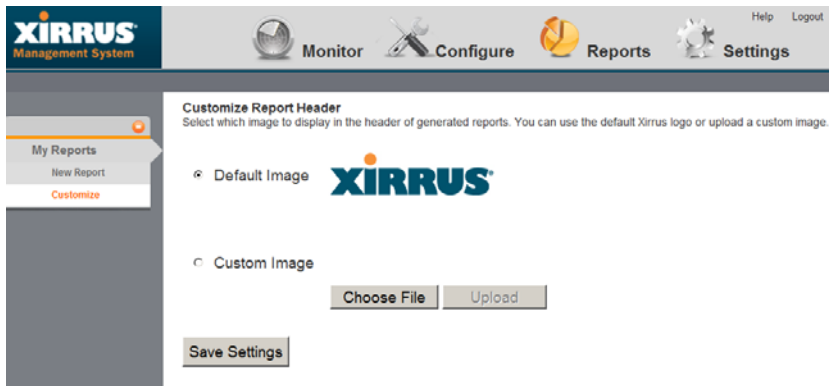 XIRRUS
Management System
Monitor
Configure
Reports
Settings
Help
Logout
My Reports
New Report
Customize
Customize Report Header
Select which image to display in the header of generated reports. You can use the default Xirrus logo or upload a custom image.
Default Image
XIRRUS
Custom Image
Choose File
Upload
Save Settings